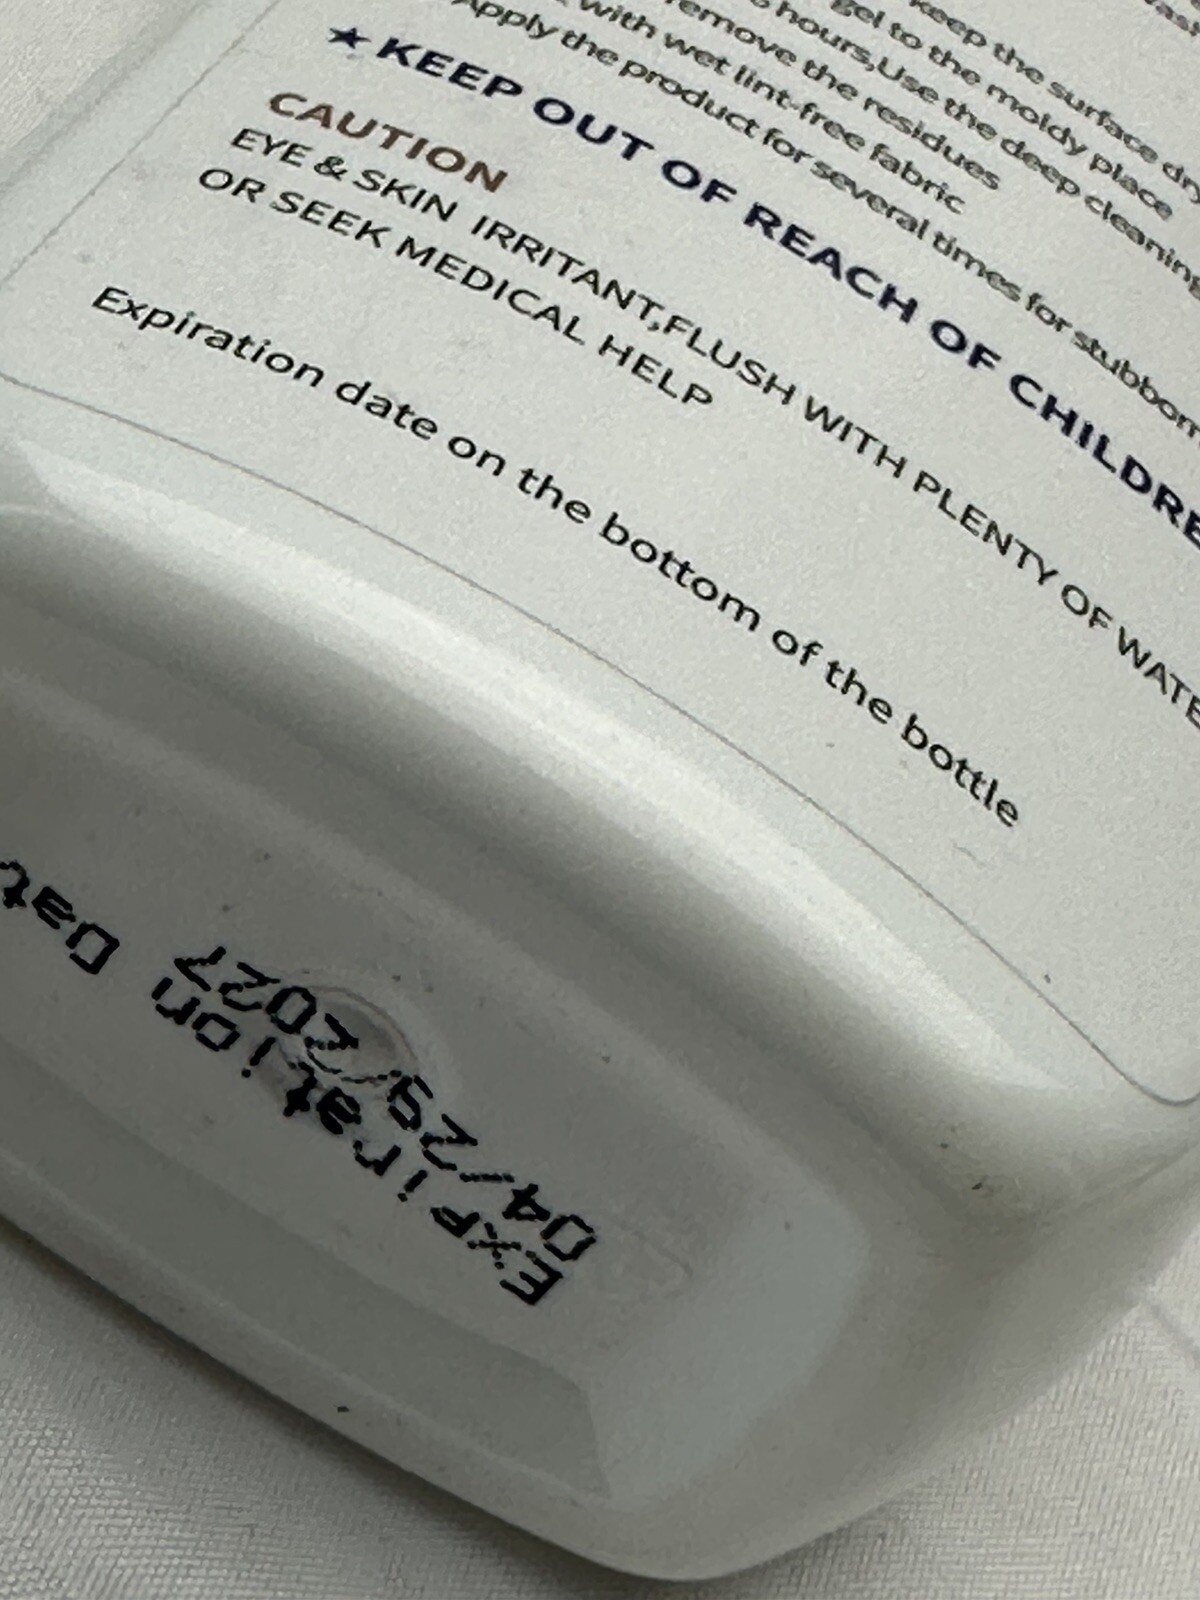 keep the surface dry
gel to the moldy place
hours,Use the deep cleaning
remove the residues
with wet lint-free fabric
Apply the product for several times for stubborn
★ KEEP OUT OF REACH OF CHILDRE
CAUTION
EYE & SKIN IRRITANT,FLUSH WITH PLENTY OF WATE
OR SEEK MEDICAL HELP
Expiration date on the bottom of the bottle
Expiration Dat
04/29/2027